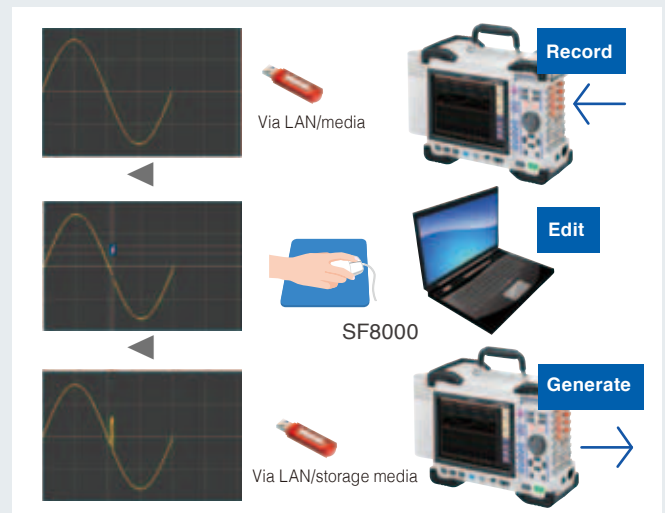 Record
Via LAN/media
Edit
SF8000
Generate
Via LAN/storage media